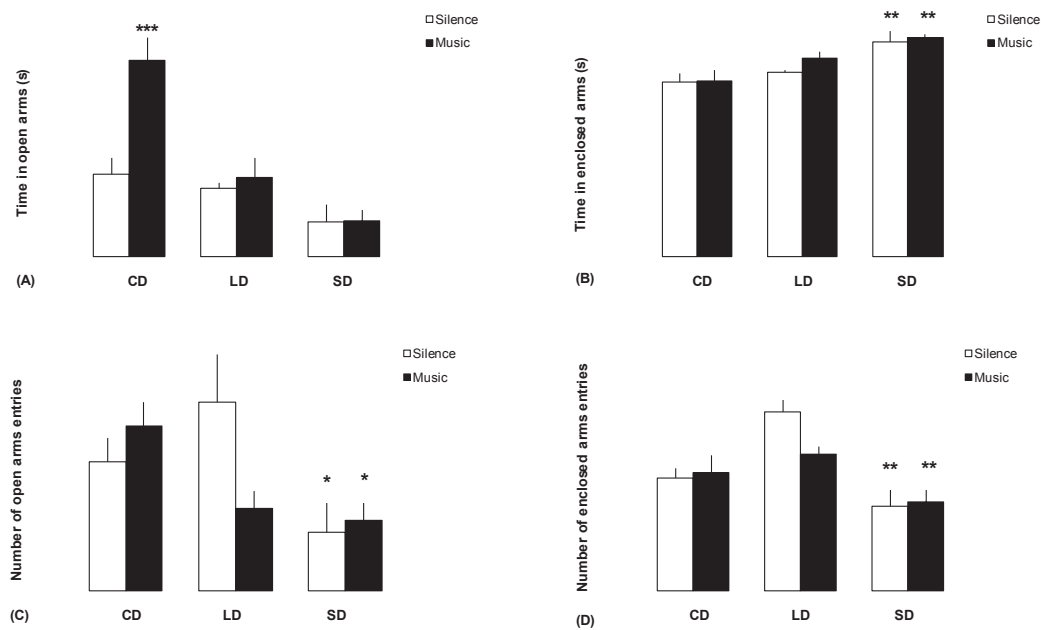 Silence
Music
***
Time in open arms (s)
CD LD SD
(A)
Silence
Music
** **
Time in enclosed arms (s)
CD LD SD
(B)
Silence
Music
* *
Number of open arms entries
CD LD SD
(C)
Silence
Music
** **
Number of enclosed arms entries
CD LD SD
(D)